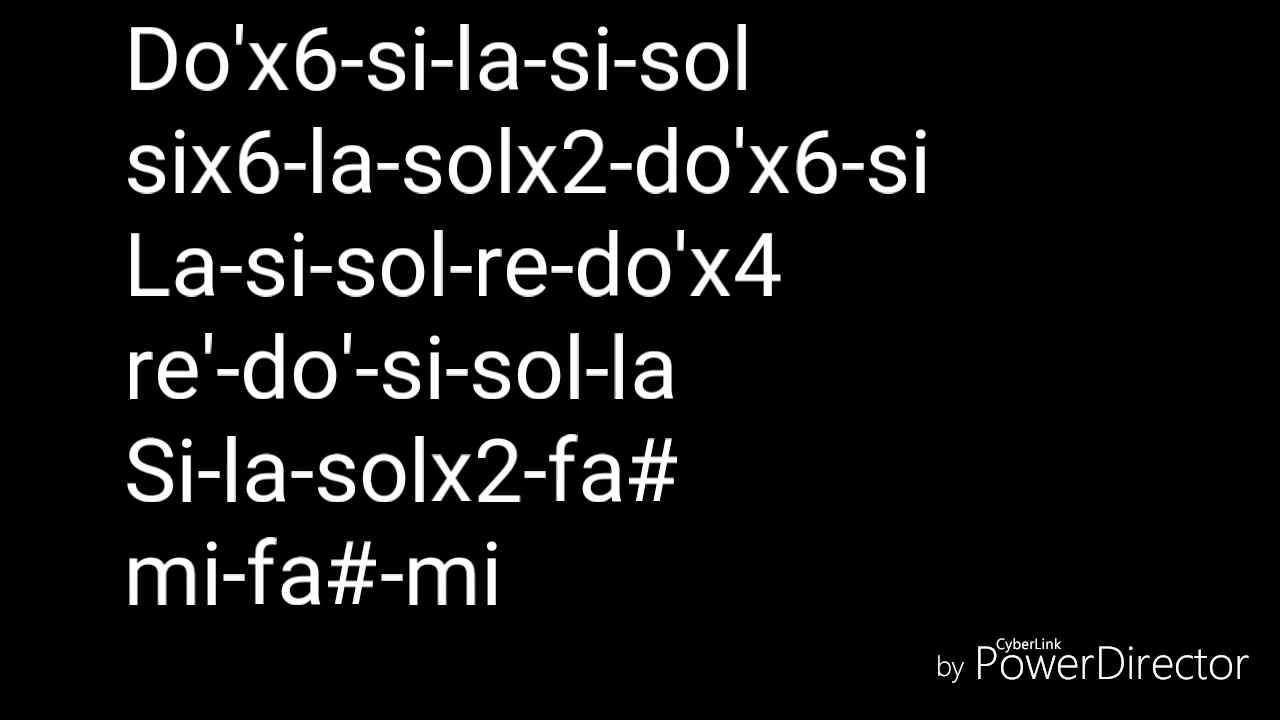 Do'x6-si-la-si-sol
six6-la-solx2-do'x6-si
La-si-sol-re-do'x4
re'-do'-si-sol-la
Si-la-solx2-fa#
mi-fa#-mi
CyberLink
by PowerDirector